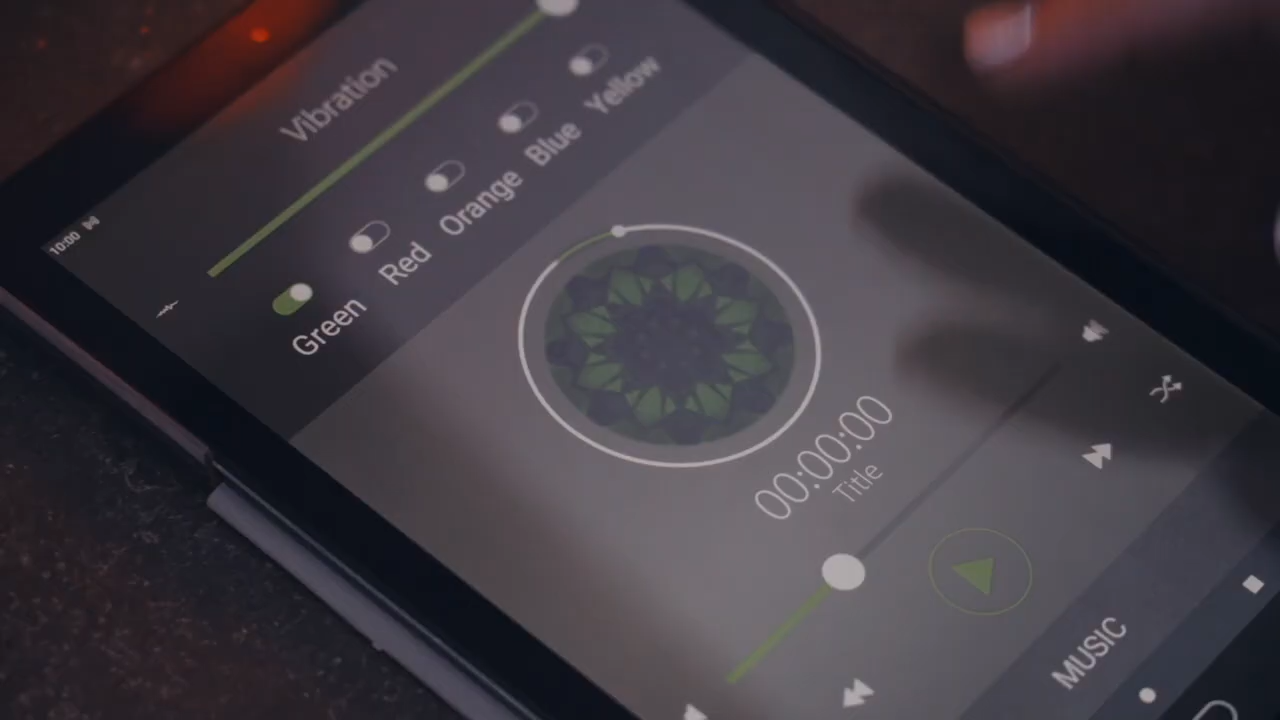 10:00
Vibration
Green
Red
Orange
Blue
Yellow
00:00:00
Title
MUSIC